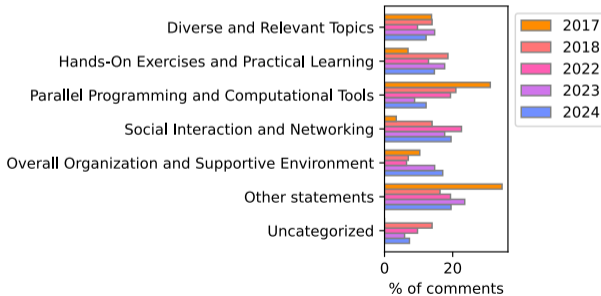 Diverse and Relevant Topics
Hands-On Exercises and Practical Learning
Parallel Programming and Computational Tools
Social Interaction and Networking
Overall Organization and Supportive Environment
Other statements
Uncategorized
0 20
% of comments
2017
2018
2022
2023
2024